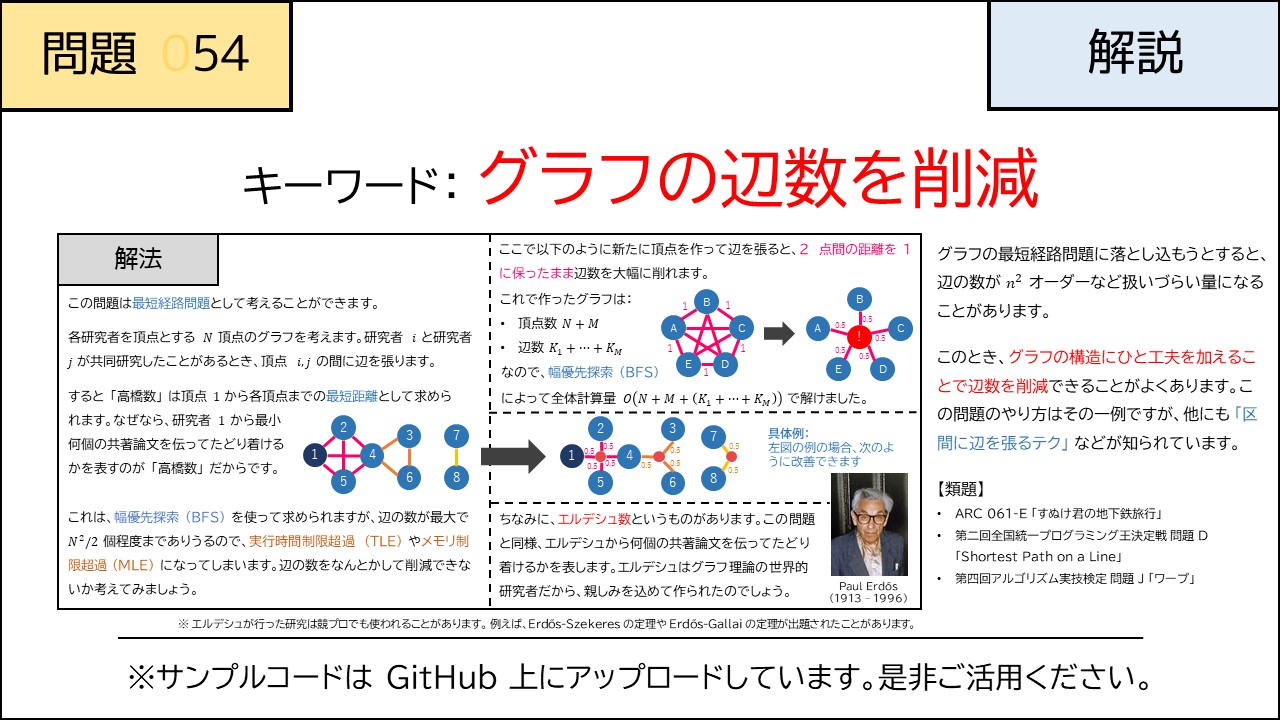 問題 054
解説
キーワード: グラフの辺数を削減
解法
この問題は最短経路問題として考えることができます。
各研究者を頂点とする N 頂点のグラフを考えます。研究者 i と研究者
j が共同研究したことがあるとき、頂点 i,j の間に辺を張ります。
すると「高橋数」は頂点 1 から各頂点までの最短距離として求めら
れます。なぜなら、研究者 1 から最小
何個の共著論文を伝ってたどり着ける
かを表すのが「高橋数」だからです。
1 2 3 4 5 6 7 8
これは、幅優先探索（BFS）を使って求められますが、辺の数が最大で
N²/2 個程度まであり​うるので、実行時間制限超過（TLE）やメモリ制
限超過（MLE）になってしまいます。辺の数をなんとかして削減できな
いか考えてみましょう。
ここで以下のように新たに頂点を作って辺を張ると、2 点間の距離を 1
に保ったまま辺数を大幅に削れます。
これで作ったグラフは：
• 頂点数 N + M
• 辺数 K₁ + ⋯ + K_M
なので、幅優先探索（BFS）
によって全体計算量 O(N + M + (K₁ + ⋯ + K_M)) で解けました。
A B C D E
1 1 1 1 1
A B C D E !
0.5 0.5 0.5 0.5 0.5
1 2 3 4 5 6 7 8
0.5 0.5 0.5 0.5 0.5 0.5 0.5 0.5 0.5
具体例：
左図の例の場合、次のよ
うに改善できます
ちなみに、エルデシュ数というものがあります。この問題
と同様、エルデシュから何個の共著論文を伝ってたどり
着けるかを表します。エルデシュはグラフ理論の世界的
研究者だから、親しみを込めて作られたのでしょう。
Paul Erdős
（1913 – 1996）
※ エルデシュが行った研究は競プロでも使われることがあります。例えば、Erdős-Szekeres の定理や Erdős-Gallai の定理が出題されたことがあります。
グラフの最短経路問題に落とし込もうとすると、
辺の数が n² オーダーなど扱いづらい量になる
ことがあります。
このとき、グラフの構造にひと工夫を加えるこ
とで辺数を削減できることがよくあります。こ
の問題のやり方はその一例ですが、他にも「区
間に辺を張るテク」などが知られています。
【類題】
• ARC 061-E「すぬけ君の地下鉄旅行」
• 第二回全国統一プログラミング王決定戦 問題 D
「Shortest Path on a Line」
• 第四回アルゴリズム実技検定 問題 J「ワープ」
※サンプルコードは GitHub 上にアップロードしています。是非ご活用ください。